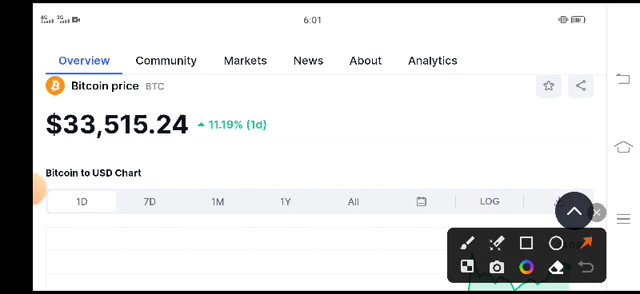 6:01
Overview Community Markets News About Analytics
Bitcoin price BTC
$33,515.24 11.19% (1d)
Bitcoin to USD Chart
1D 7D 1M 1Y All LOG